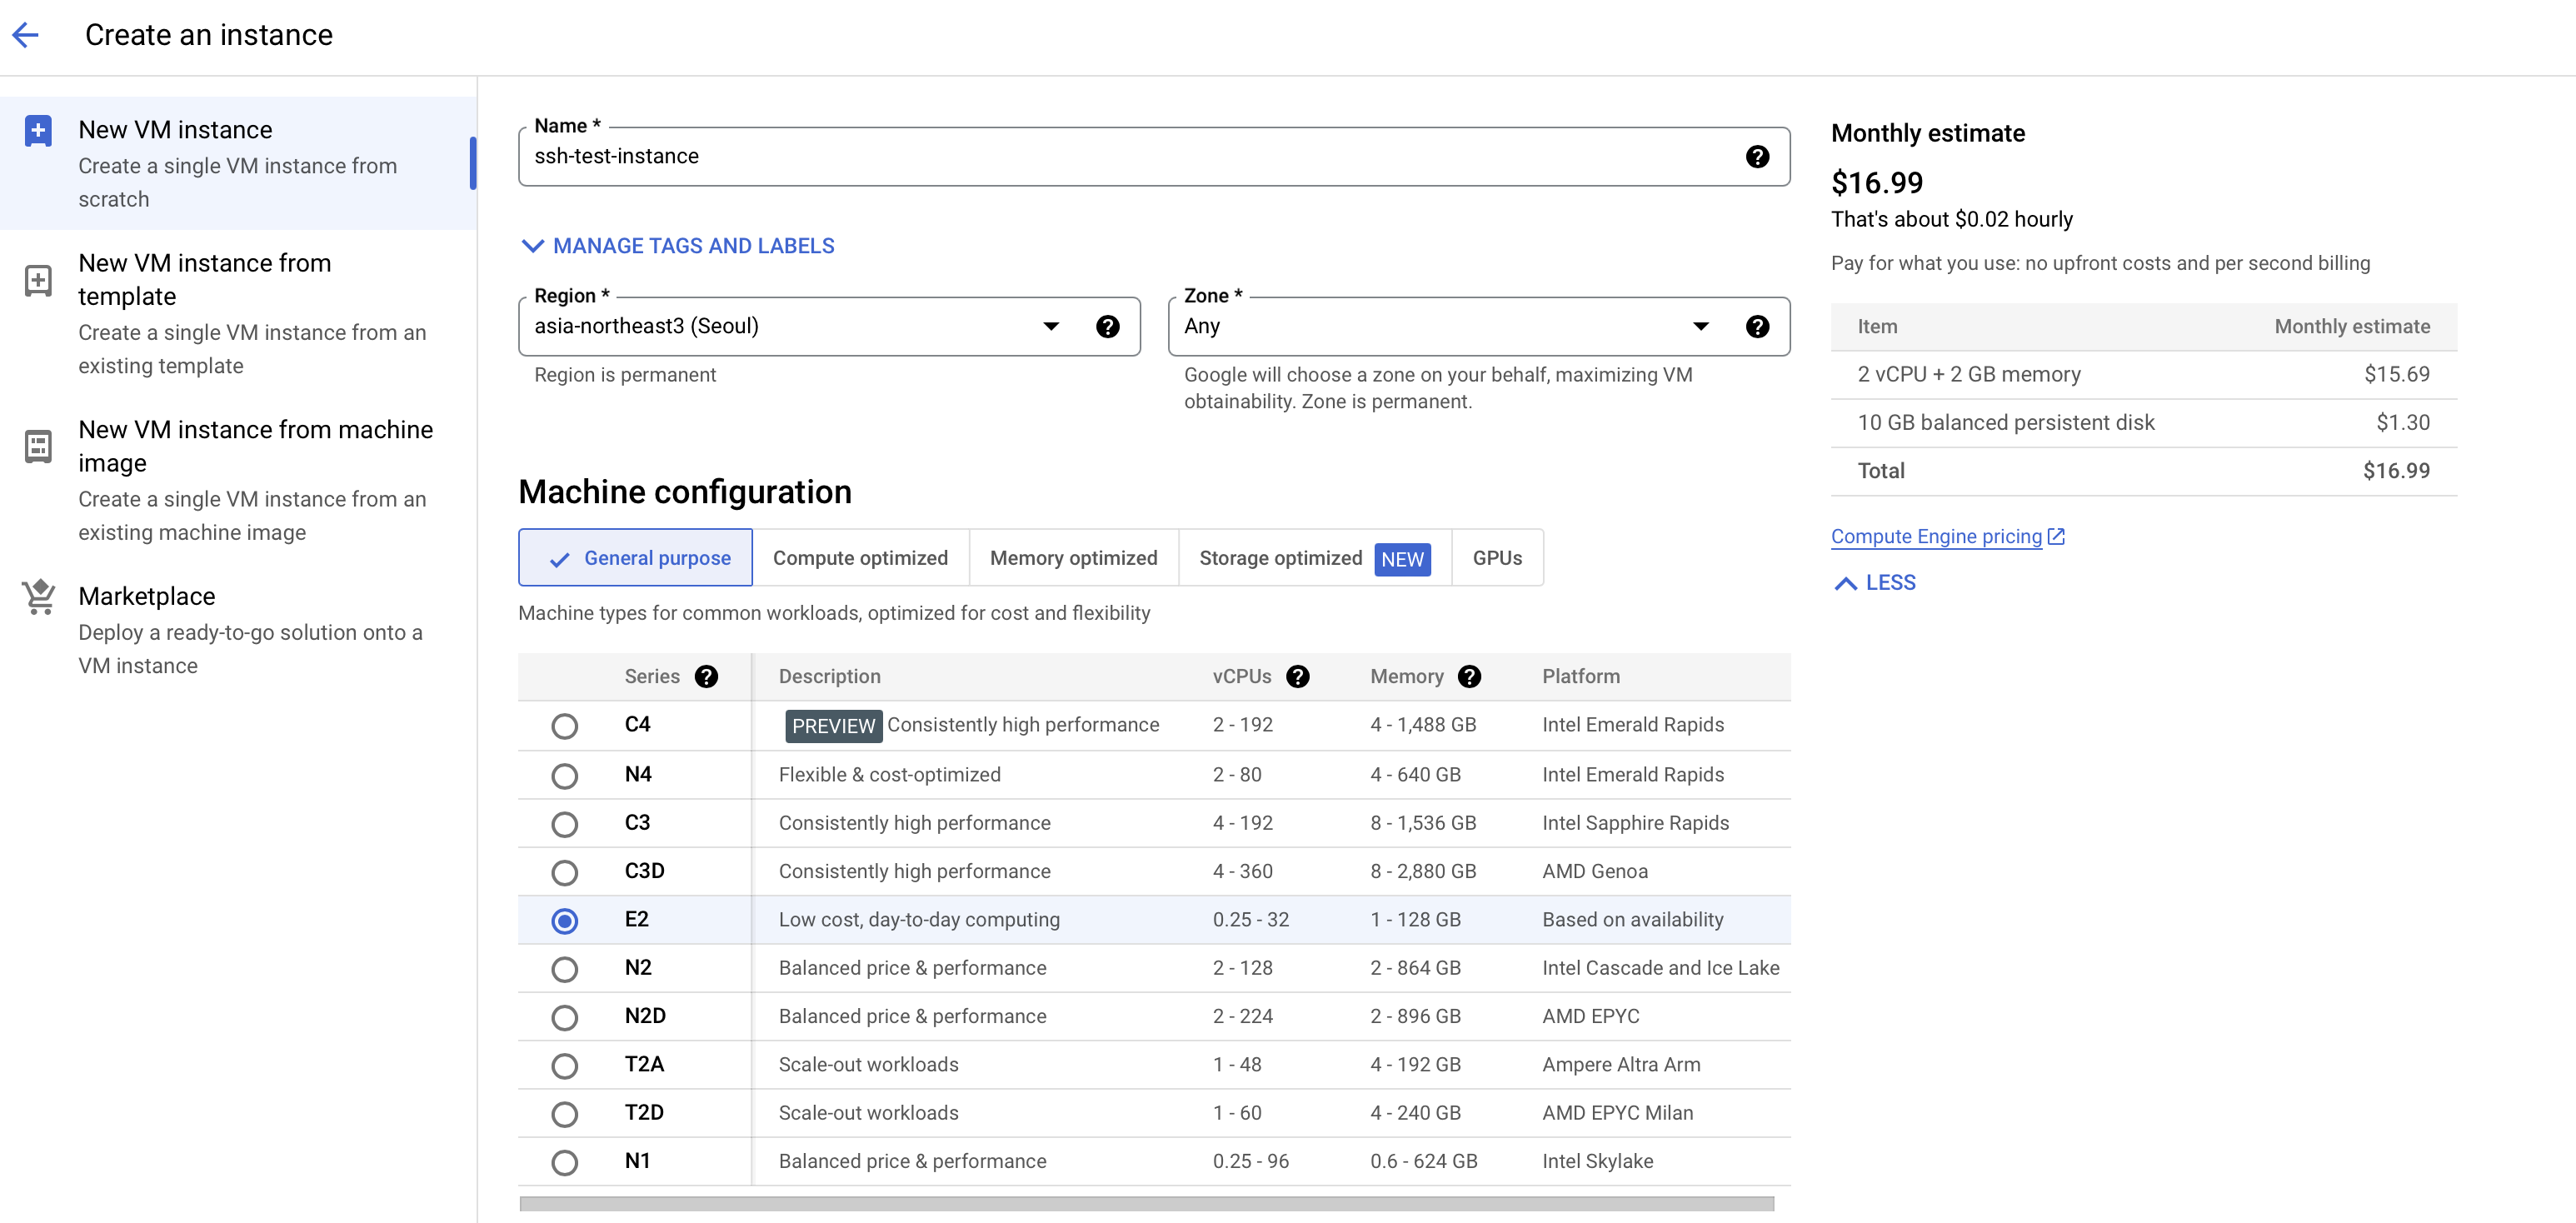 Create an instance
New VM instance
Create a single VM instance from
scratch
New VM instance from
template
Create a single VM instance from an
existing template
New VM instance from machine
image
Create a single VM instance from an
existing machine image
Marketplace
Deploy a ready-to-go solution onto a
VM instance
Name *
ssh-test-instance
MANAGE TAGS AND LABELS
Region *
asia-northeast3 (Seoul)
Region is permanent
Zone *
Any
Google will choose a zone on your behalf, maximizing VM
obtainability. Zone is permanent.
Machine configuration
General purpose Compute optimized Memory optimized Storage optimized NEW GPUs
Machine types for common workloads, optimized for cost and flexibility
Series Description vCPUs Memory Platform
C4 PREVIEW Consistently high performance 2 - 192 4 - 1,488 GB Intel Emerald Rapids
N4 Flexible & cost-optimized 2 - 80 4 - 640 GB Intel Emerald Rapids
C3 Consistently high performance 4 - 192 8 - 1,536 GB Intel Sapphire Rapids
C3D Consistently high performance 4 - 360 8 - 2,880 GB AMD Genoa
E2 Low cost, day-to-day computing 0.25 - 32 1 - 128 GB Based on availability
N2 Balanced price & performance 2 - 128 2 - 864 GB Intel Cascade and Ice Lake
N2D Balanced price & performance 2 - 224 2 - 896 GB AMD EPYC
T2A Scale-out workloads 1 - 48 4 - 192 GB Ampere Altra Arm
T2D Scale-out workloads 1 - 60 4 - 240 GB AMD EPYC Milan
N1 Balanced price & performance 0.25 - 96 0.6 - 624 GB Intel Skylake
Monthly estimate
$16.99
That's about $0.02 hourly
Pay for what you use: no upfront costs and per second billing
Item Monthly estimate
2 vCPU + 2 GB memory $15.69
10 GB balanced persistent disk $1.30
Total $16.99
Compute Engine pricing
LESS